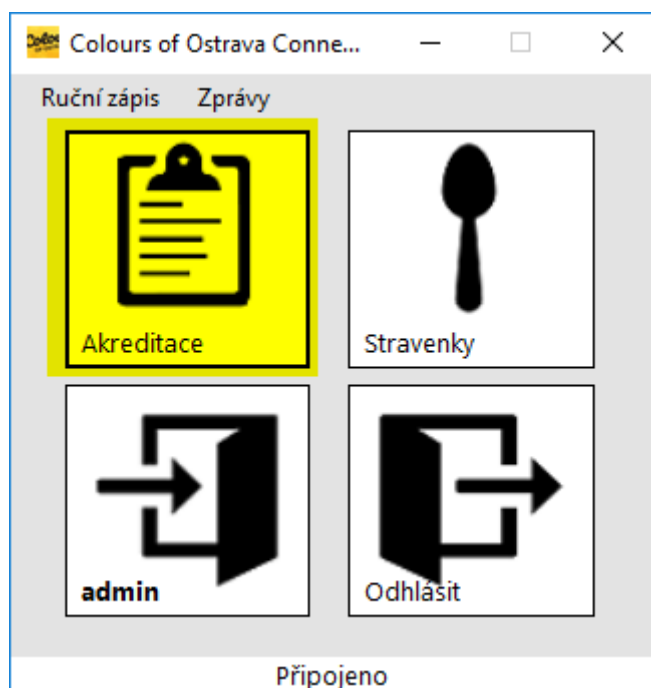 Colours of Ostrava Conne...
Ruční zápis Zprávy
Akreditace
Stravenky
admin
Odhlásit
Připojeno